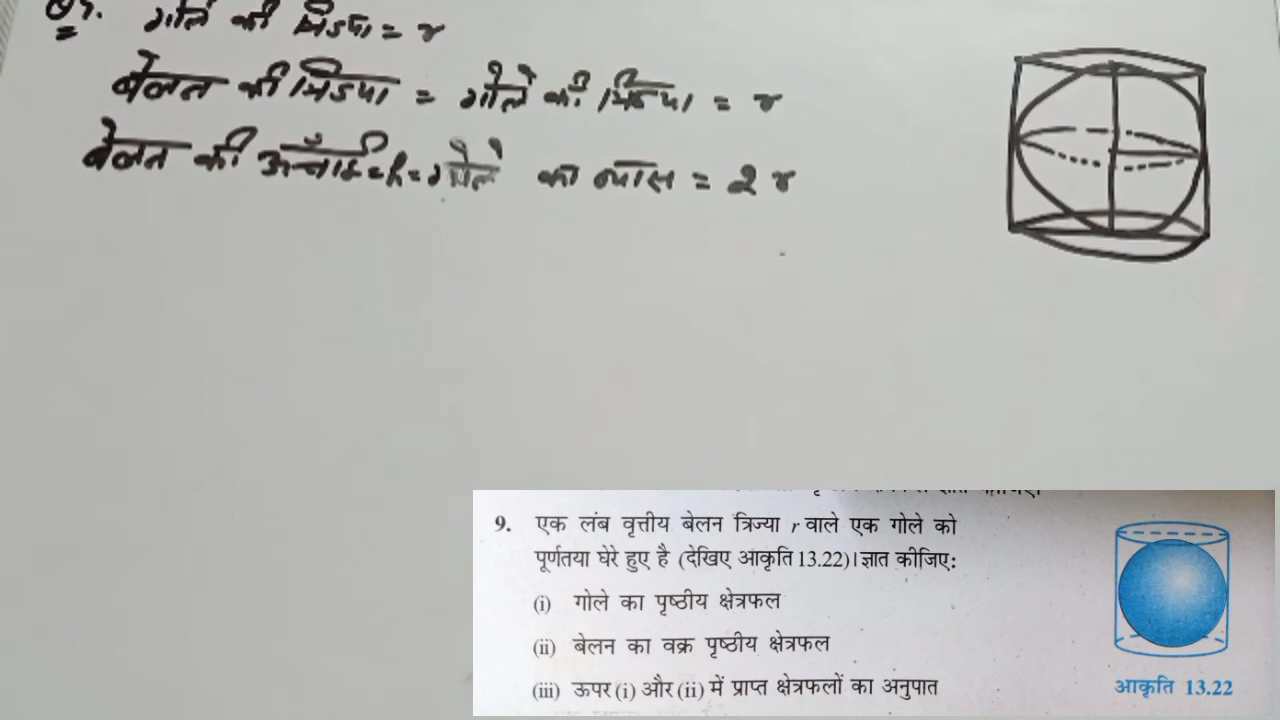 गोले की त्रिज्या = r
बेलन की त्रिज्या = गोले की त्रिज्या = r
बेलन की ऊँचाई = h = गोले का व्यास = 2r
9. एक लंब वृत्तीय बेलन त्रिज्या r वाले एक गोले को
पूर्णतया घेरे हुए है (देखिए आकृति 13.22)। ज्ञात कीजिए:
(i) गोले का पृष्ठीय क्षेत्रफल
(ii) बेलन का वक्र पृष्ठीय क्षेत्रफल
(iii) ऊपर (i) और (ii) में प्राप्त क्षेत्रफलों का अनुपात
आकृति 13.22